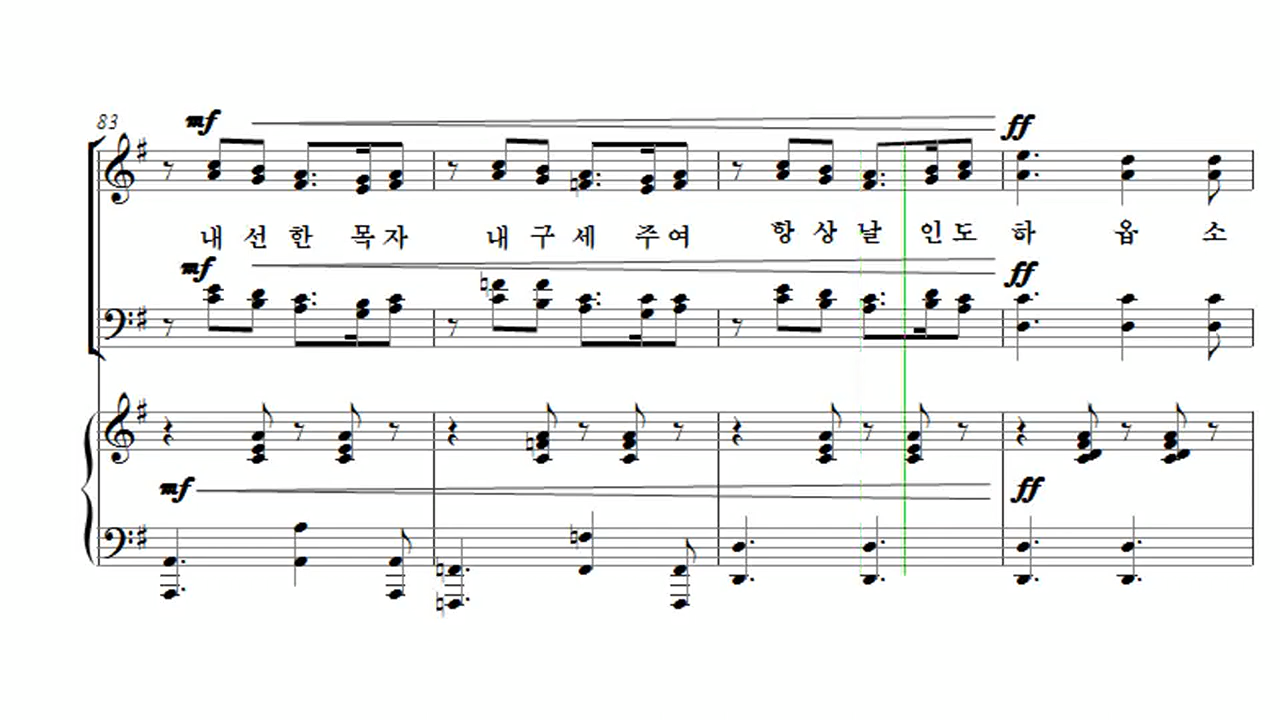 83
mf ff
내 선 한 목 자 내 구 세 주 여 항 상 날 인 도 하 옵 소
mf ff
mf ff